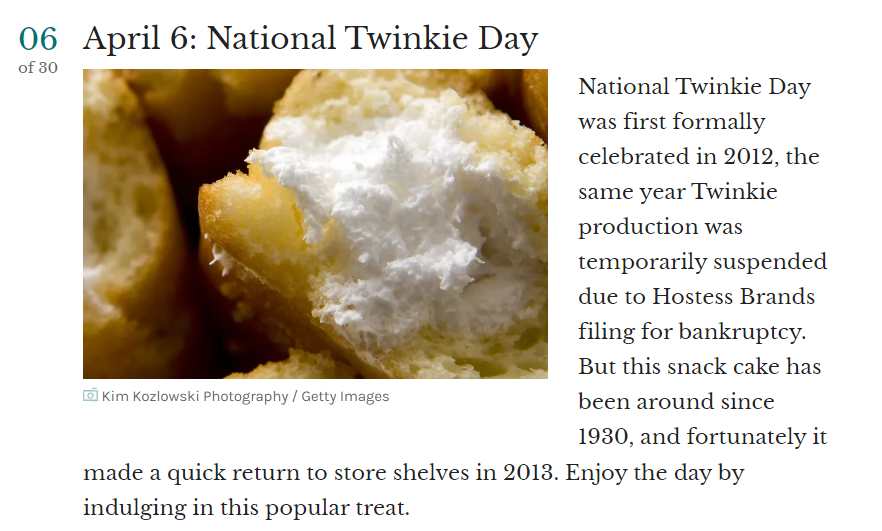 06
of 30
April 6: National Twinkie Day
National Twinkie Day
was first formally
celebrated in 2012, the
same year Twinkie
production was
temporarily suspended
due to Hostess Brands
filing for bankruptcy.
But this snack cake has
been around since
1930, and fortunately it
made a quick return to store shelves in 2013. Enjoy the day by
indulging in this popular treat.
Kim Kozlowski Photography / Getty Images